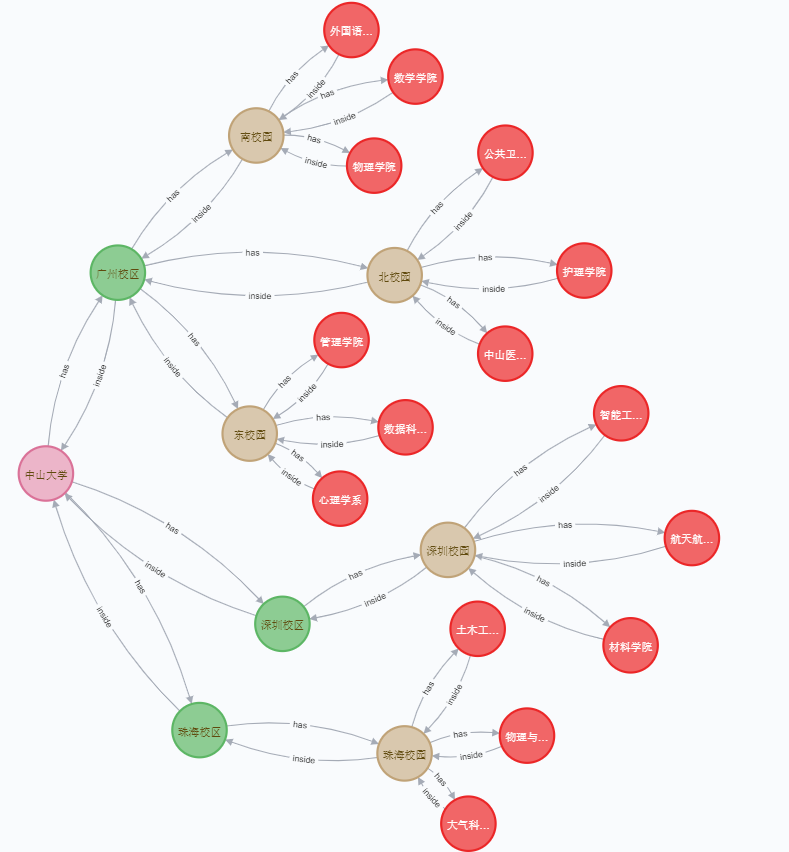 外国语...
has
inside
has
数学学院
inside
南校园
has
物理学院
inside
公共卫...
has
inside
has
inside
广州校区
has
inside
北校园
has
护理学院
inside
has
inside
中山医...
has
inside
管理学院
has
inside
has
inside
东校园
has
数据科...
inside
has
inside
心理学系
智能工...
has
inside
has
inside
中山大学
has
inside
深圳校园
has
航天航...
inside
has
inside
材料学院
has
inside
深圳校区
has
inside
土木工...
has
inside
珠海校区
has
inside
珠海校园
has
物理与...
inside
has
inside
大气科...